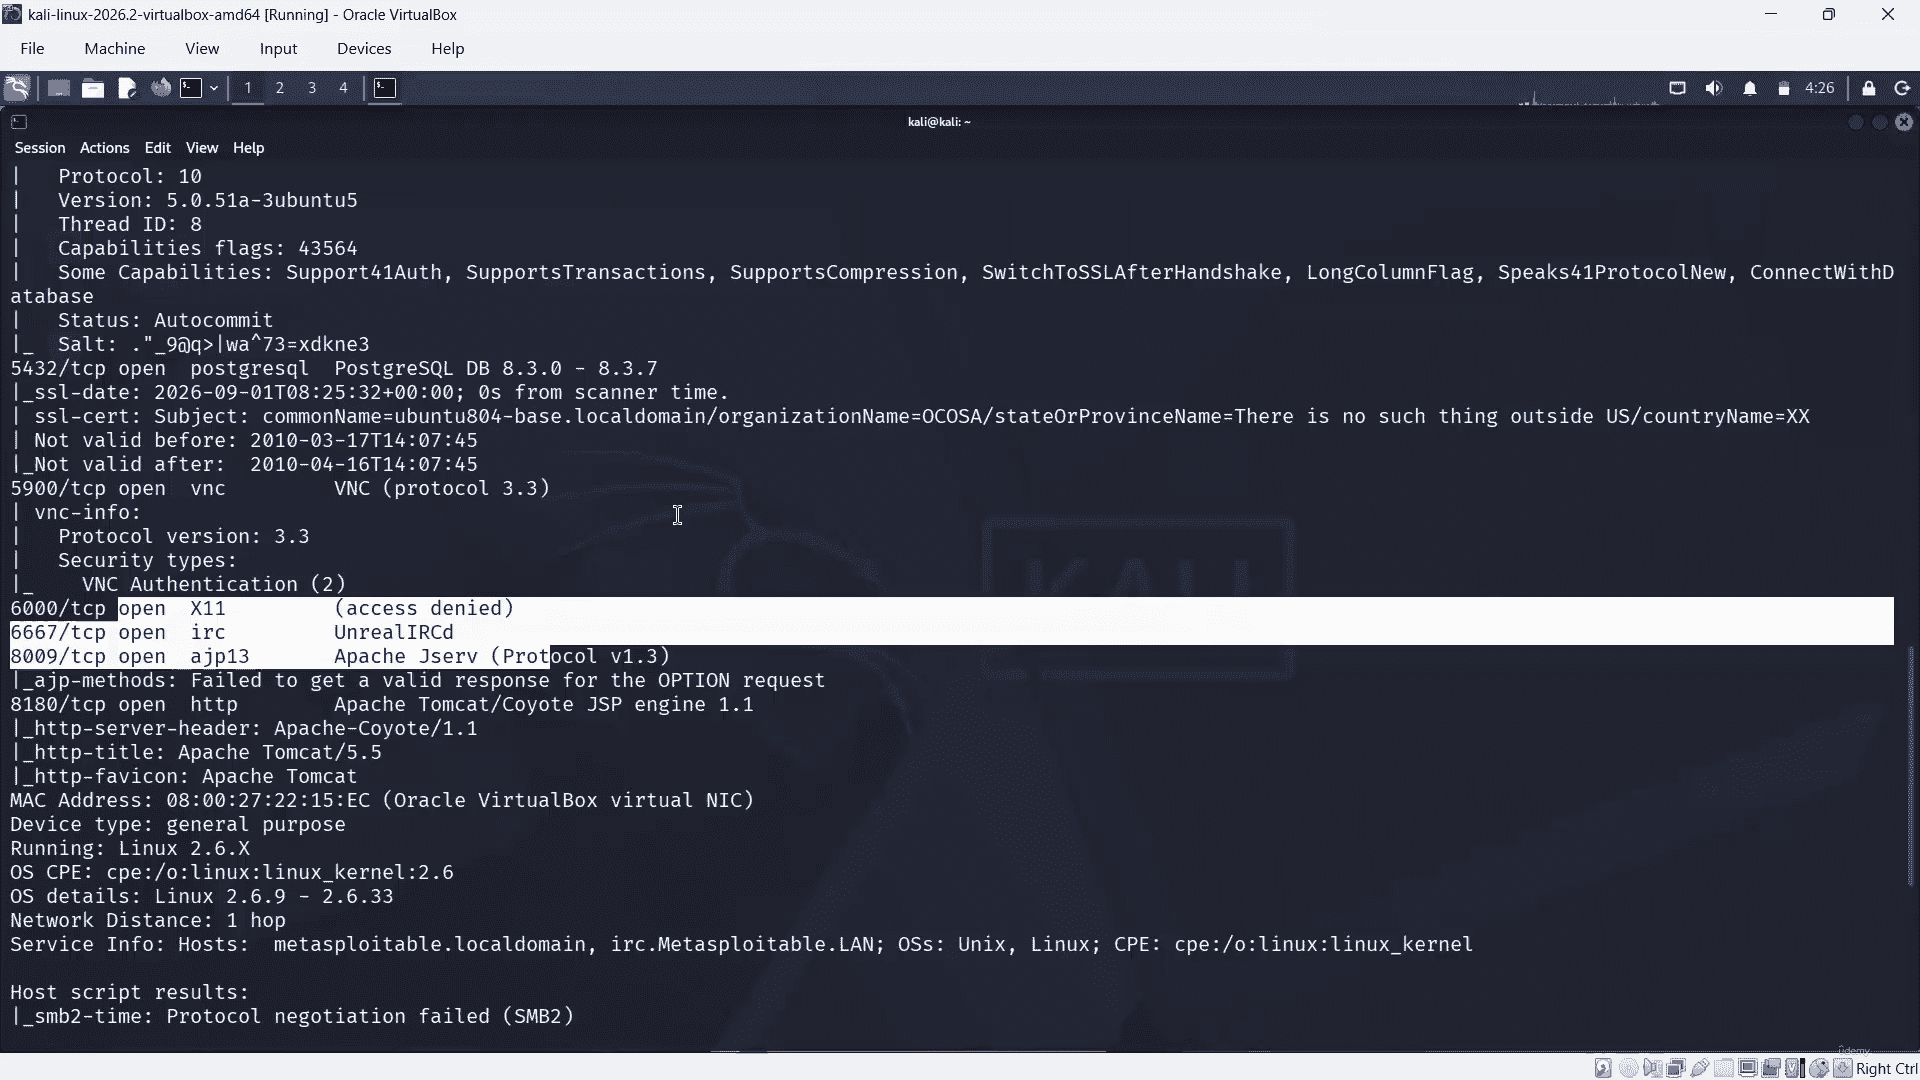 kali-linux-2026.2-virtualbox-amd64 [Running] - Oracle VirtualBox
File Machine View Input Devices Help
1 2 3 4 4:26
kali@kali: ~
Session Actions Edit View Help
|   Protocol: 10
|   Version: 5.0.51a-3ubuntu5
|   Thread ID: 8
|   Capabilities flags: 43564
|   Some Capabilities: Support41Auth, SupportsTransactions, SupportsCompression, SwitchToSSLAfterHandshake, LongColumnFlag, Speaks41ProtocolNew, ConnectWithD
atabase
|   Status: Autocommit
|_  Salt: ."_9@q>|wa^73=xdkne3
5432/tcp open  postgresql  PostgreSQL DB 8.3.0 - 8.3.7
|_ssl-date: 2026-09-01T08:25:32+00:00; 0s from scanner time.
| ssl-cert: Subject: commonName=ubuntu804-base.localdomain/organizationName=OCOSA/stateOrProvinceName=There is no such thing outside US/countryName=XX
| Not valid before: 2010-03-17T14:07:45
|_Not valid after:  2010-04-16T14:07:45
5900/tcp open  vnc         VNC (protocol 3.3)
| vnc-info:
|   Protocol version: 3.3
|   Security types:
|_    VNC Authentication (2)
6000/tcp open  X11         (access denied)
6667/tcp open  irc         UnrealIRCd
8009/tcp open  ajp13       Apache Jserv (Protocol v1.3)
|_ajp-methods: Failed to get a valid response for the OPTION request
8180/tcp open  http        Apache Tomcat/Coyote JSP engine 1.1
|_http-server-header: Apache-Coyote/1.1
|_http-title: Apache Tomcat/5.5
|_http-favicon: Apache Tomcat
MAC Address: 08:00:27:22:15:EC (Oracle VirtualBox virtual NIC)
Device type: general purpose
Running: Linux 2.6.X
OS CPE: cpe:/o:linux:linux_kernel:2.6
OS details: Linux 2.6.9 - 2.6.33
Network Distance: 1 hop
Service Info: Hosts:  metasploitable.localdomain, irc.Metasploitable.LAN; OSs: Unix, Linux; CPE: cpe:/o:linux:linux_kernel
Host script results:
|_smb2-time: Protocol negotiation failed (SMB2)
KALI
udemy
Right Ctrl